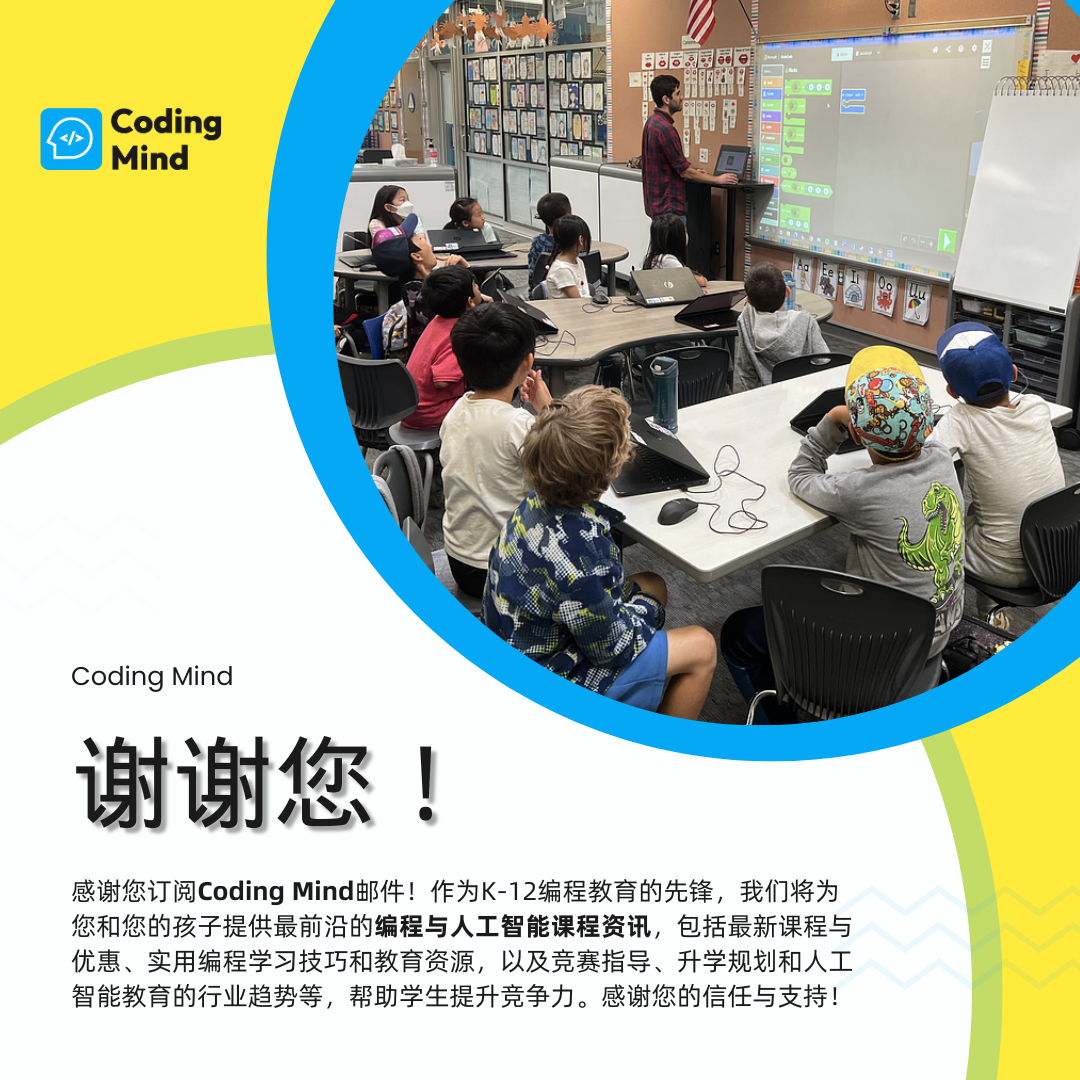 Coding
Mind
Aa
Ee
Ii
Oo
Uu
Coding Mind
谢谢您！
感谢您订阅Coding Mind邮件！作为K-12编程教育的先锋，我们将为
您和您的孩子提供最前沿的编程与人工智能课程资讯，包括最新课程与
优惠、实用编程学习技巧和教育资源，以及竞赛指导、升学规划和人工
智能教育的行业趋势等，帮助学生提升竞争力。感谢您的信任与支持！